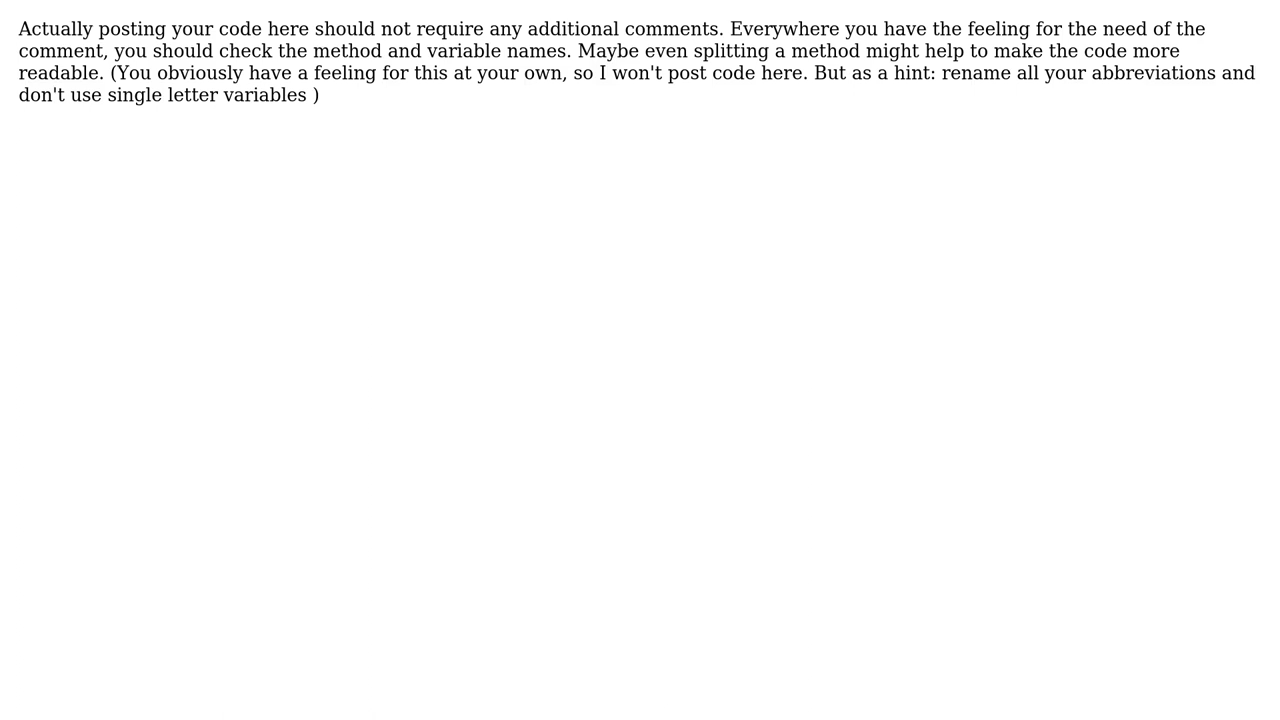 Actually posting your code here should not require any additional comments. Everywhere you have the feeling for the need of the
comment, you should check the method and variable names. Maybe even splitting a method might help to make the code more
readable. (You obviously have a feeling for this at your own, so I won't post code here. But as a hint: rename all your abbreviations and
don't use single letter variables )